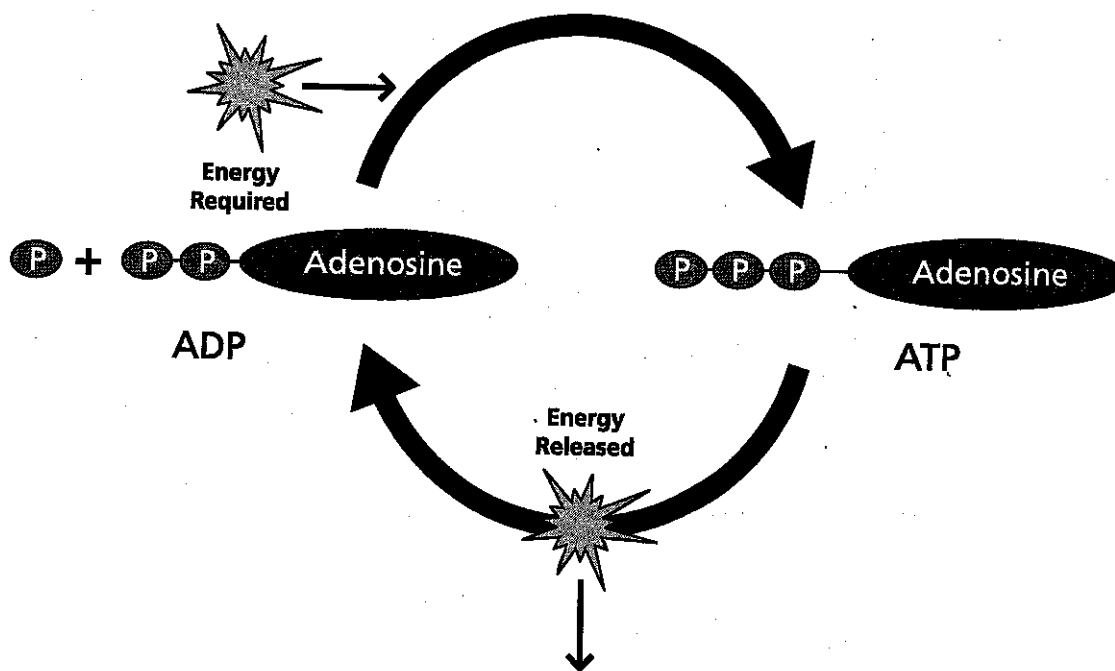 Energy
Required
P + P P Adenosine
P P P Adenosine
ADP
ATP
Energy
Released